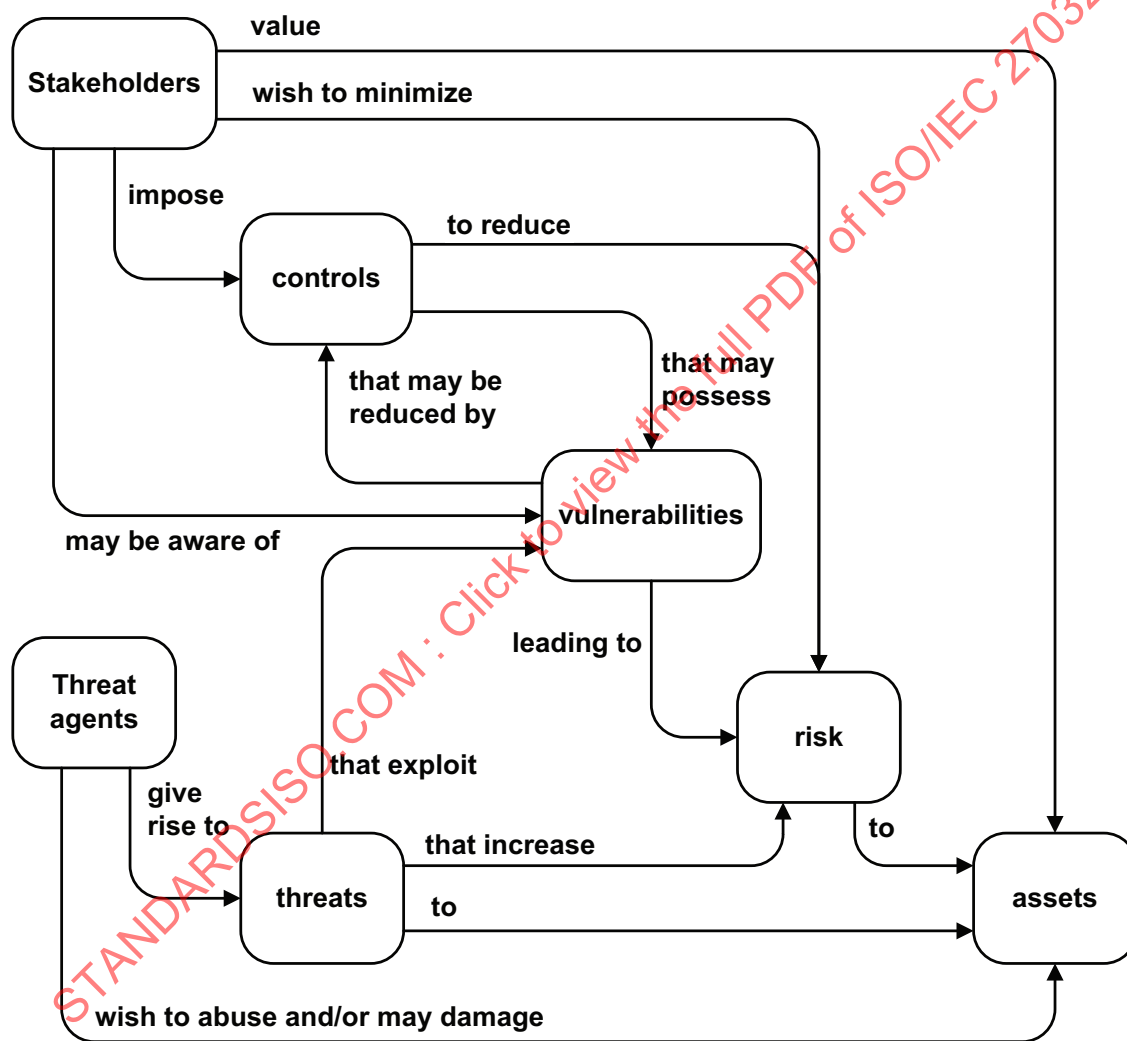 value
Stakeholders
wish to minimize
impose
to reduce
controls
that may be
reduced by
that may
possess
vulnerabilities
may be aware of
leading to
Threat
agents
risk
that exploit
give
rise to
that increase
to
threats
to
assets
wish to abuse and/or may damage
STANDARDSISO.COM : Click to view the full PDF of ISO/IEC 27032